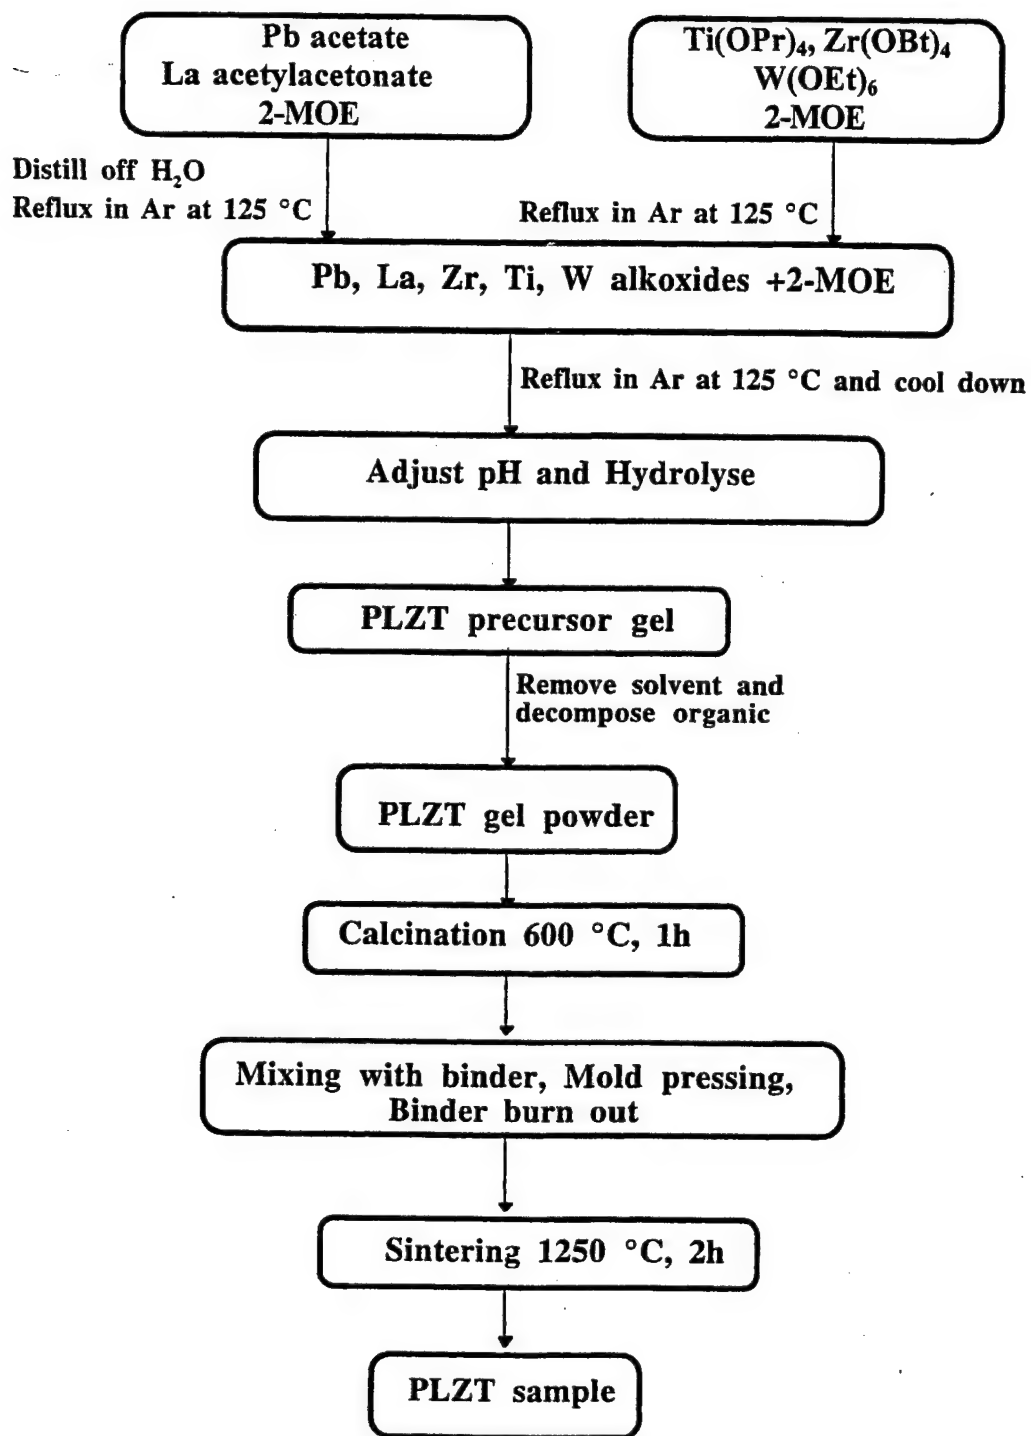 Pb acetate
La acetylacetonate
2-MOE
Ti(OPr)₄, Zr(OBt)₄
W(OEt)₆
2-MOE
Distill off H₂O
Reflux in Ar at 125 °C
Reflux in Ar at 125 °C
Pb, La, Zr, Ti, W alkoxides +2-MOE
Reflux in Ar at 125 °C and cool down
Adjust pH and Hydrolyse
PLZT precursor gel
Remove solvent and
decompose organic
PLZT gel powder
Calcination 600 °C, 1h
Mixing with binder, Mold pressing,
Binder burn out
Sintering 1250 °C, 2h
PLZT sample